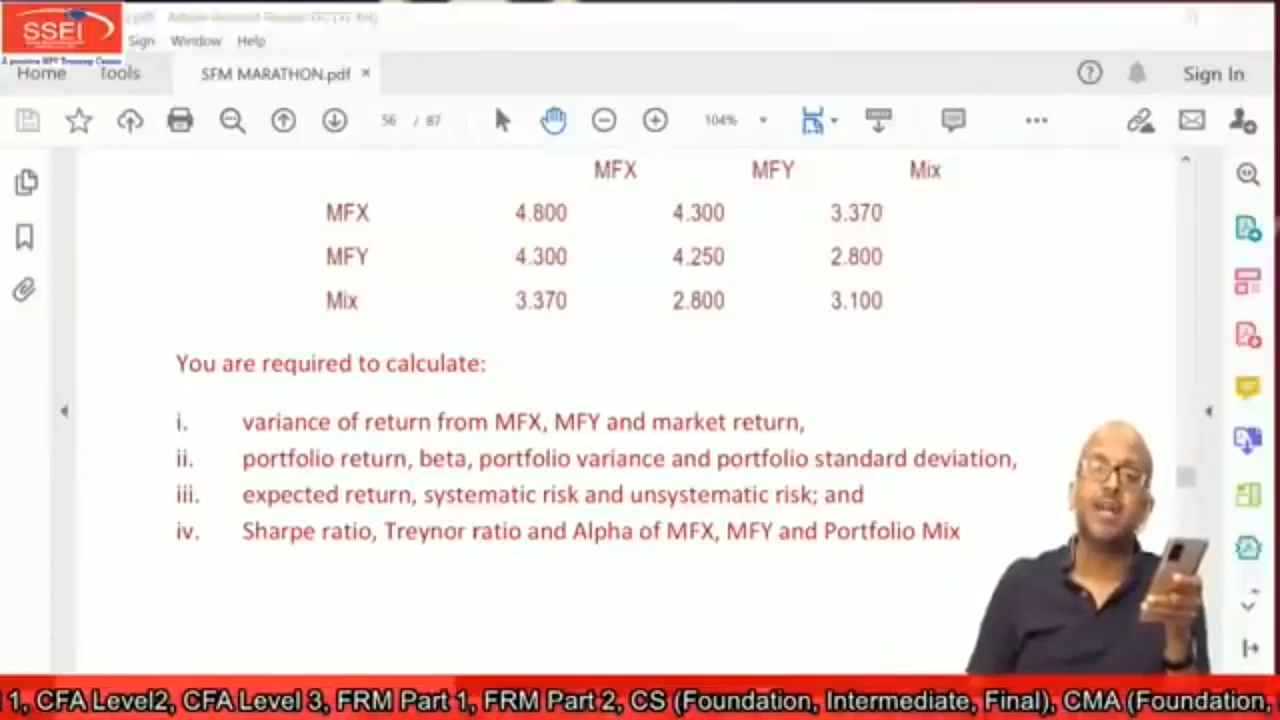 SSEI
Sign Window Help
Home Tools SFM MARATHON.pdf × Sign In
56 / 87 104%
MFX MFY Mix
MFX 4.800 4.300 3.370
MFY 4.300 4.250 2.800
Mix 3.370 2.800 3.100
You are required to calculate:
i. variance of return from MFX, MFY and market return,
ii. portfolio return, beta, portfolio variance and portfolio standard deviation,
iii. expected return, systematic risk and unsystematic risk; and
iv. Sharpe ratio, Treynor ratio and Alpha of MFX, MFY and Portfolio Mix
1, CFA Level2, CFA Level 3, FRM Part 1, FRM Part 2, CS (Foundation, Intermediate, Final), CMA (Foundation,